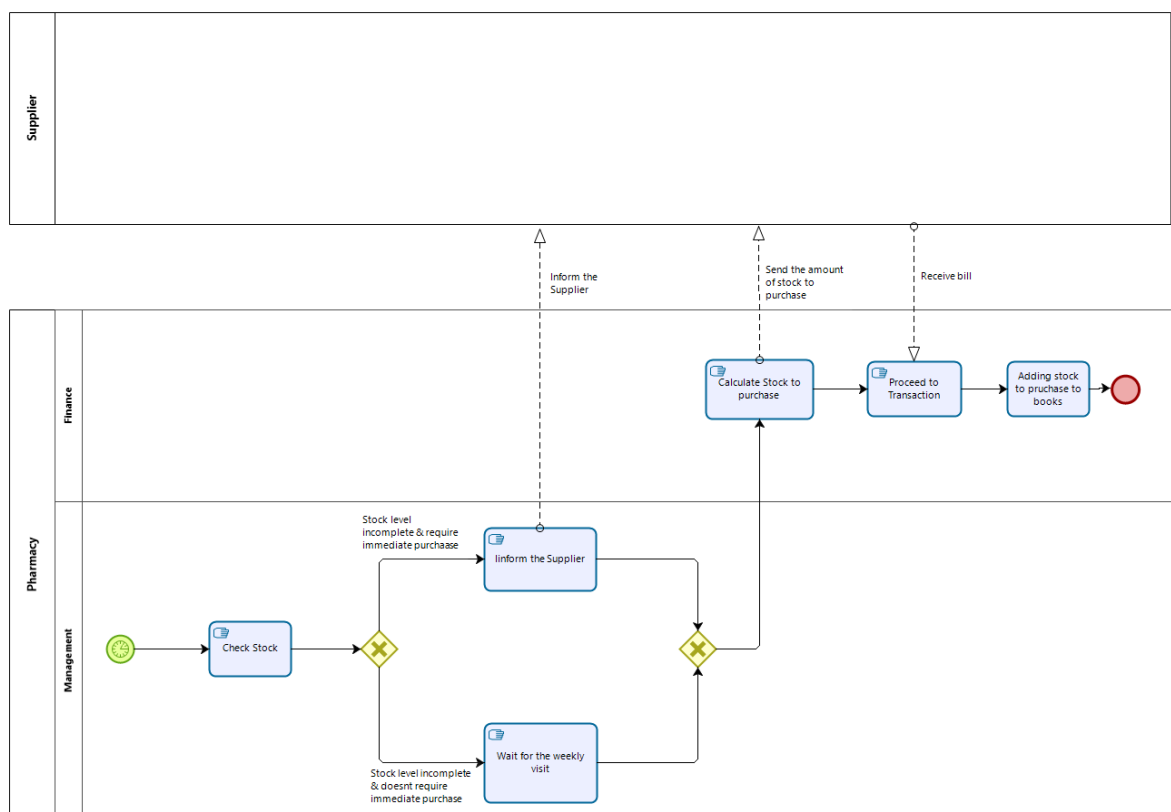 Supplier
Inform the
Supplier
Send the amount
of stock to
purchase
Receive bill
Pharmacy
Finance
Calculate Stock to
purchase
Proceed to
Transaction
Adding stock
to pruchase to
books
Management
Stock level
incomplete & require
immediate purchaase
Iinform the Supplier
Check Stock
Wait for the weekly
visit
Stock level incomplete
& doesnt require
immediate purchase